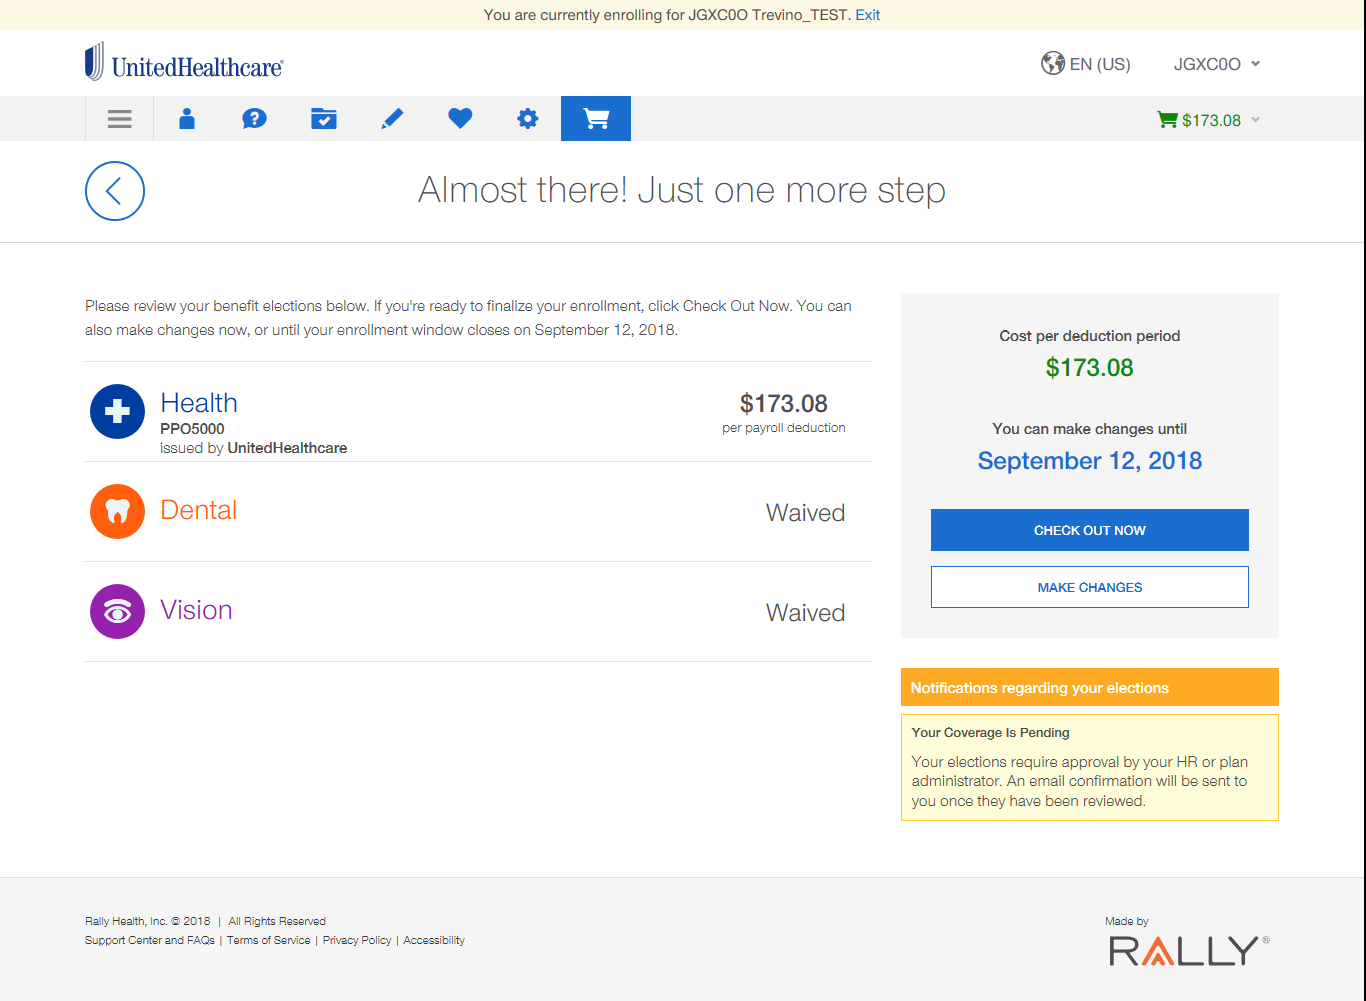 You are currently enrolling for JGXC0O Trevino_TEST. Exit
UnitedHealthcare®
EN (US)
JGXC0O
$173.08
Almost there! Just one more step
Please review your benefit elections below. If you're ready to finalize your enrollment, click Check Out Now. You can
also make changes now, or until your enrollment window closes on September 12, 2018.
Health
PPO5000
issued by UnitedHealthcare
$173.08
per payroll deduction
Dental
Waived
Vision
Waived
Cost per deduction period
$173.08
You can make changes until
September 12, 2018
CHECK OUT NOW
MAKE CHANGES
Notifications regarding your elections
Your Coverage Is Pending
Your elections require approval by your HR or plan
administrator. An email confirmation will be sent to
you once they have been reviewed.
Rally Health, Inc. © 2018 | All Rights Reserved
Support Center and FAQs | Terms of Service | Privacy Policy | Accessibility
Made by
RALLY®